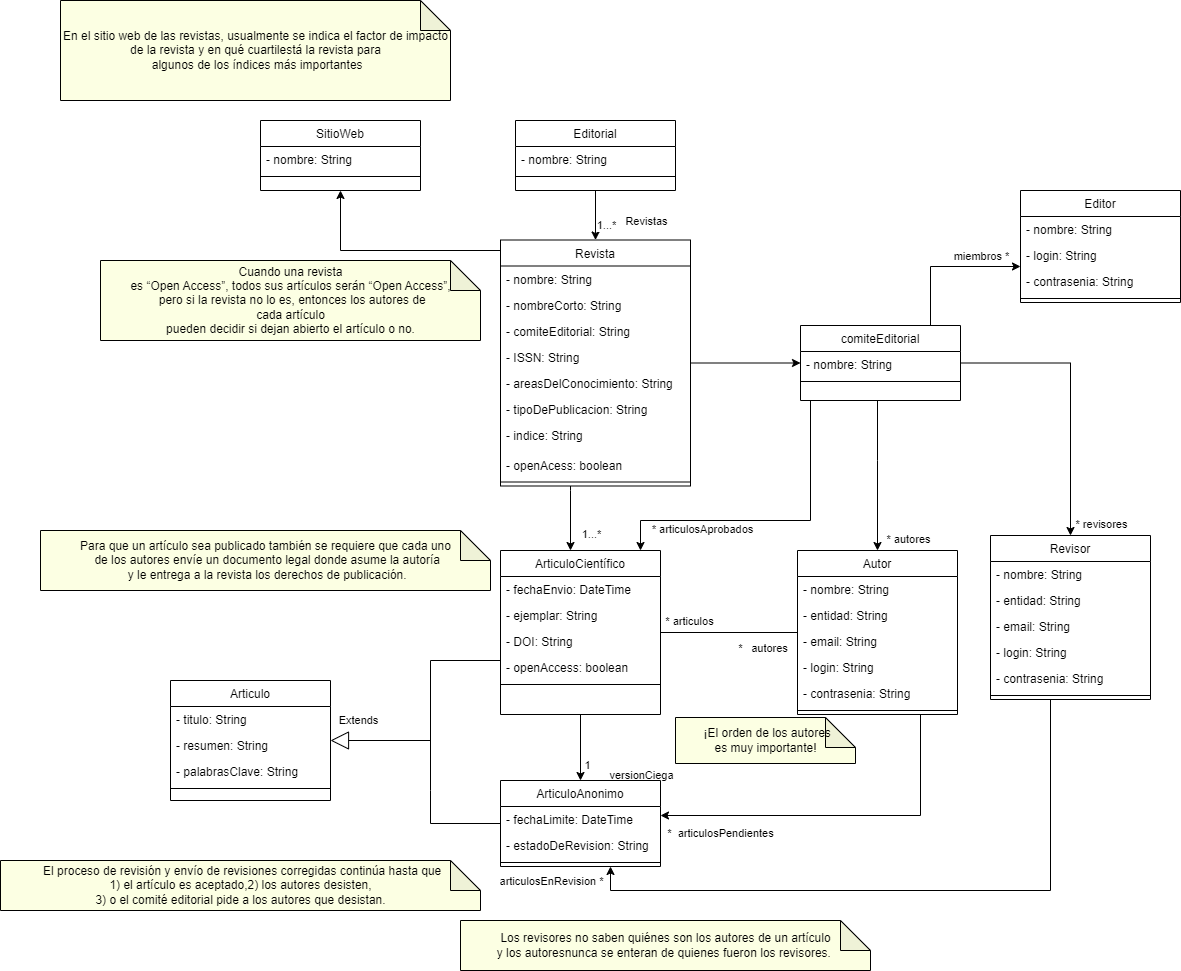 En el sitio web de las revistas, usualmente se indica el factor de impacto
de la revista y en qué cuartilestá la revista para
algunos de los índices más importantes
SitioWeb
- nombre: String
Editorial
- nombre: String
1...*
Revistas
Editor
- nombre: String
- login: String
- contrasenia: String
miembros *
Cuando una revista
es “Open Access”, todos sus artículos serán “Open Access”,
pero si la revista no lo es, entonces los autores de
cada artículo
pueden decidir si dejan abierto el artículo o no.
Revista
- nombre: String
- nombreCorto: String
- comiteEditorial: String
- ISSN: String
- areasDelConocimiento: String
- tipoDePublicacion: String
- indice: String
- openAcess: boolean
comiteEditorial
- nombre: String
1...*
* articulosAprobados
* autores
* revisores
Para que un artículo sea publicado también se requiere que cada uno
de los autores envíe un documento legal donde asume la autoría
y le entrega a la revista los derechos de publicación.
ArticuloCientífico
- fechaEnvio: DateTime
- ejemplar: String
- DOI: String
- openAccess: boolean
* articulos
* autores
Autor
- nombre: String
- entidad: String
- email: String
- login: String
- contrasenia: String
Revisor
- nombre: String
- entidad: String
- email: String
- login: String
- contrasenia: String
Articulo
- titulo: String
- resumen: String
- palabrasClave: String
Extends
¡El orden de los autores
es muy importante!
1
versionCiega
ArticuloAnonimo
- fechaLimite: DateTime
- estadoDeRevision: String
* articulosPendientes
articulosEnRevision *
El proceso de revisión y envío de revisiones corregidas continúa hasta que
1) el artículo es aceptado,2) los autores desisten,
3) o el comité editorial pide a los autores que desistan.
Los revisores no saben quiénes son los autores de un artículo
y los autoresnunca se enteran de quienes fueron los revisores.